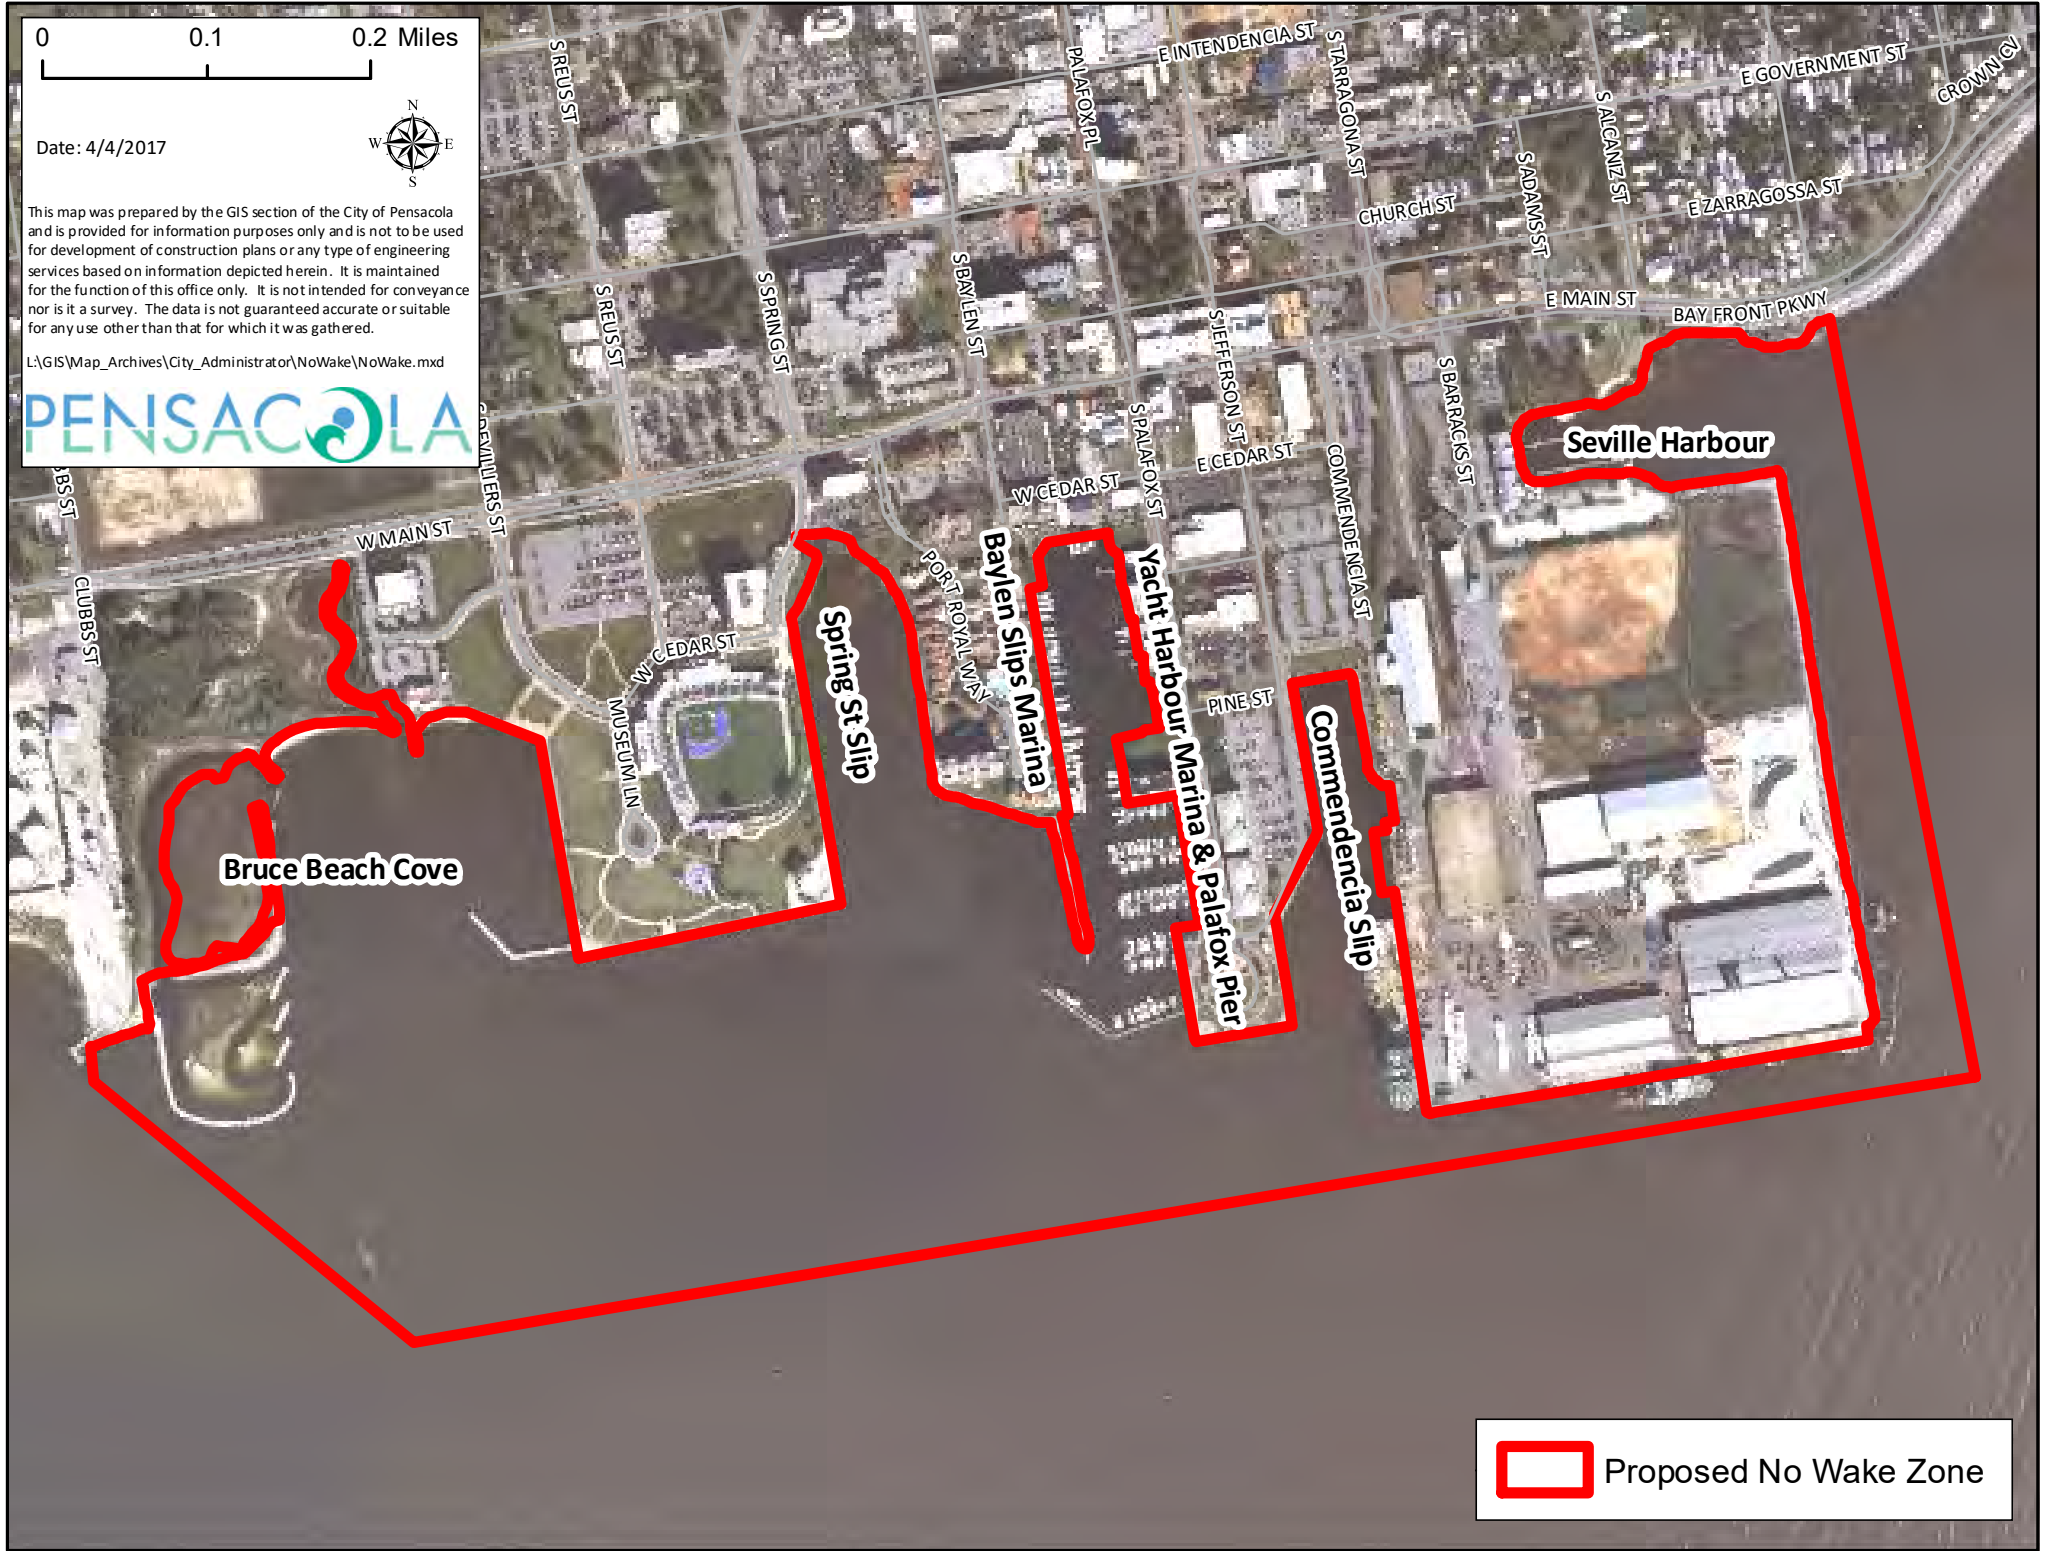 0 0.1 0.2 Miles
N
W E
S
Date: 4/4/2017
This map was prepared by the GIS section of the City of Pensacola
and is provided for information purposes only and is not to be used
for development of construction plans or any type of engineering
services based on information depicted herein. It is maintained
for the function of this office only. It is not intended for conveyance
nor is it a survey. The data is not guaranteed accurate or suitable
for any use other than that for which it was gathered.
L:\GIS\Map_Archives\City_Administrator\NoWake\NoWake.mxd
PENSACOLA
S REUS ST
PALAFOX PL
E INTENDENCIA ST
S TARRAGONA ST
E GOVERNMENT ST
CROWN CV
S ALCANIZ ST
S ADAMS ST
E ZARRAGOSSA ST
CHURCH ST
S REUS ST
S SPRING ST
S BAYLEN ST
S JEFFERSON ST
E MAIN ST
BAY FRONT PKWY
S BARRACKS ST
Seville Harbour
S PALAFOX ST
E CEDAR ST
W CEDAR ST
COMMENDENCIA ST
W MAIN ST
CLUBBS ST
PORT ROYAL WAY
W CEDAR ST
MUSEUM LN
PINE ST
Spring St Slip
Baylen Slips Marina
Yacht Harbour Marina & Palafox Pier
Commendencia Slip
Bruce Beach Cove
Proposed No Wake Zone